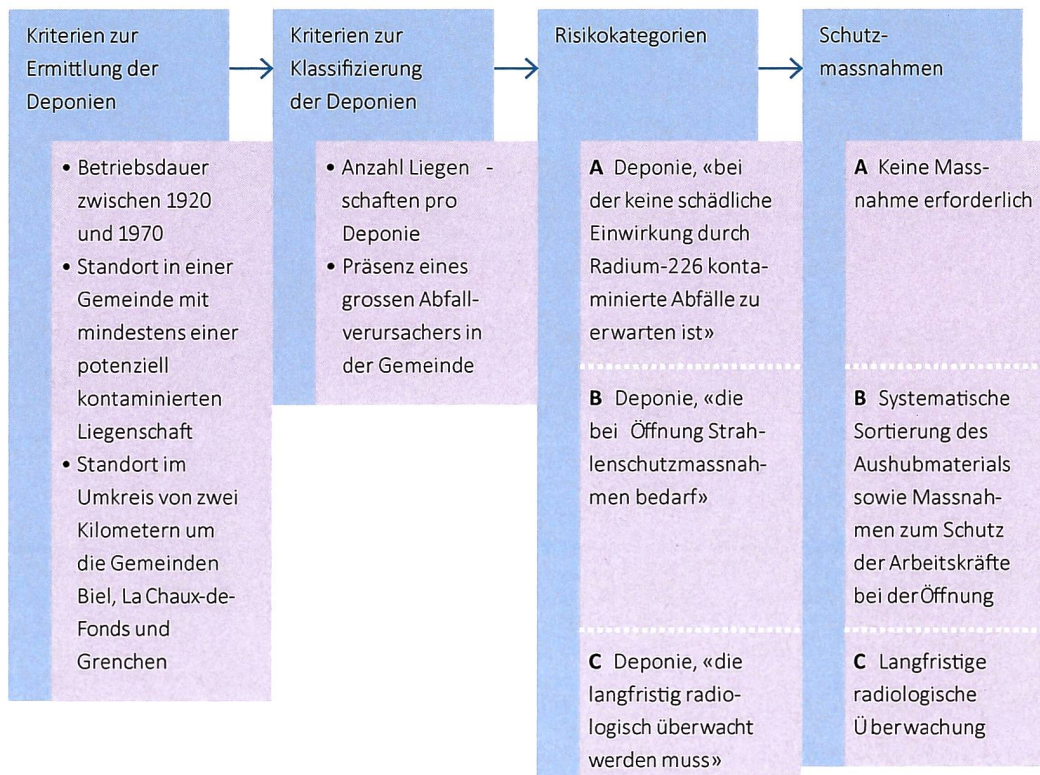 Kriterien zur
Ermittlung der
Deponien
• Betriebsdauer
zwischen 1920
und 1970
• Standort in einer
Gemeinde mit
mindestens einer
potenziell
kontaminierten
Liegenschaft
• Standort im
Umkreis von zwei
Kilometern um
die Gemeinden
Biel, La Chaux-de-
Fonds und
Grenchen
Kriterien zur
Klassifizierung
der Deponien
• Anzahl Liegen -
schaften pro
Deponie
• Präsenz eines
grossen Abfall-
verursachers in
der Gemeinde
Risikokategorien
A Deponie, «bei
der keine schädliche
Einwirkung durch
Radium-226 konta-
minierte Abfälle zu
erwarten ist»
B Deponie, «die
bei Öffnung Strah-
lenschutzmassnah-
men bedarf»
C Deponie, «die
langfristig radio-
logisch überwacht
werden muss»
Schutz-
massnahmen
A Keine Mass-
nahme erforderlich
B Systematische
Sortierung des
Aushubmaterials
sowie Massnah-
men zum Schutz
der Arbeitskräfte
bei der Öffnung
C Langfristige
radiologische
Überwachung